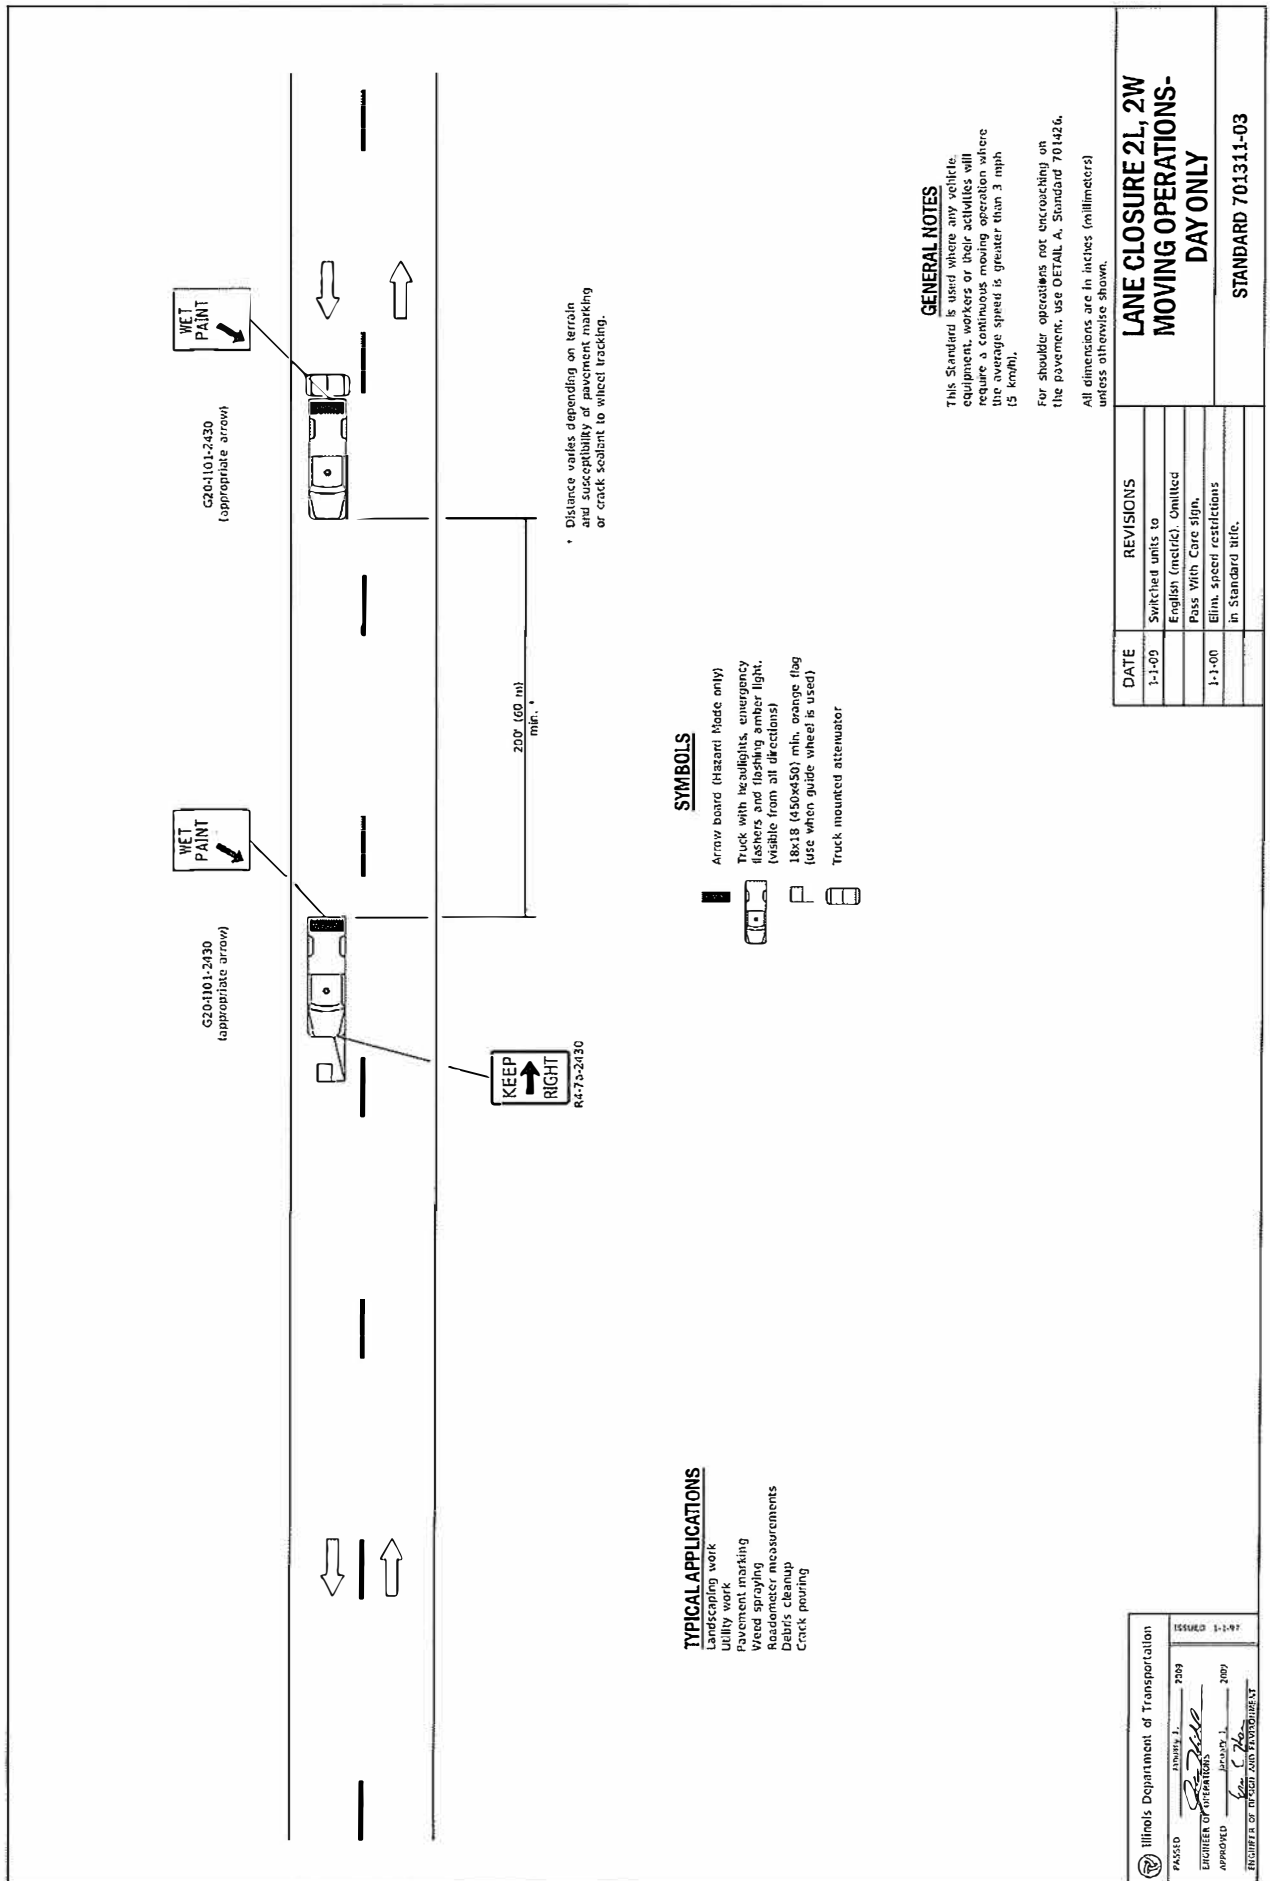 WET
PAINT
G20-I101-2430
(appropriate arrow)
WET
PAINT
G20-I101-2430
(appropriate arrow)
KEEP
RIGHT
R4-7a-2430
200' (60 m)
min. *
* Distance varies depending on terrain
and susceptibility of pavement marking
or crack sealant to wheel tracking.
TYPICAL APPLICATIONS
Landscaping work
Utility work
Pavement marking
Weed spraying
Roadometer measurements
Debris cleanup
Crack pouring
SYMBOLS
Arrow board (Hazard Mode only)
Truck with headlights, emergency
flashers and flashing amber light.
(visible from all directions)
18x18 (450x450) min. orange flag
(use when guide wheel is used)
Truck mounted attenuator
GENERAL NOTES
This Standard is used where any vehicle,
equipment, workers or their activities will
require a continuous moving operation where
the average speed is greater than 3 mph
(5 km/h).
For shoulder operations not encroaching on
the pavement, use DETAIL A, Standard 701426.
All dimensions are in inches (millimeters)
unless otherwise shown.
Illinois Department of Transportation
PASSED January 1, 2009
ENGINEER OF OPERATIONS
APPROVED January 1, 2009
ENGINEER OF DESIGN AND ENVIRONMENT
ISSUED 1-1-97
DATE REVISIONS
1-1-09 Switched units to
English (metric). Omitted
Pass With Care sign.
1-1-00 Elim. speed restrictions
in Standard title.
LANE CLOSURE 2L, 2W
MOVING OPERATIONS-
DAY ONLY
STANDARD 701311-03